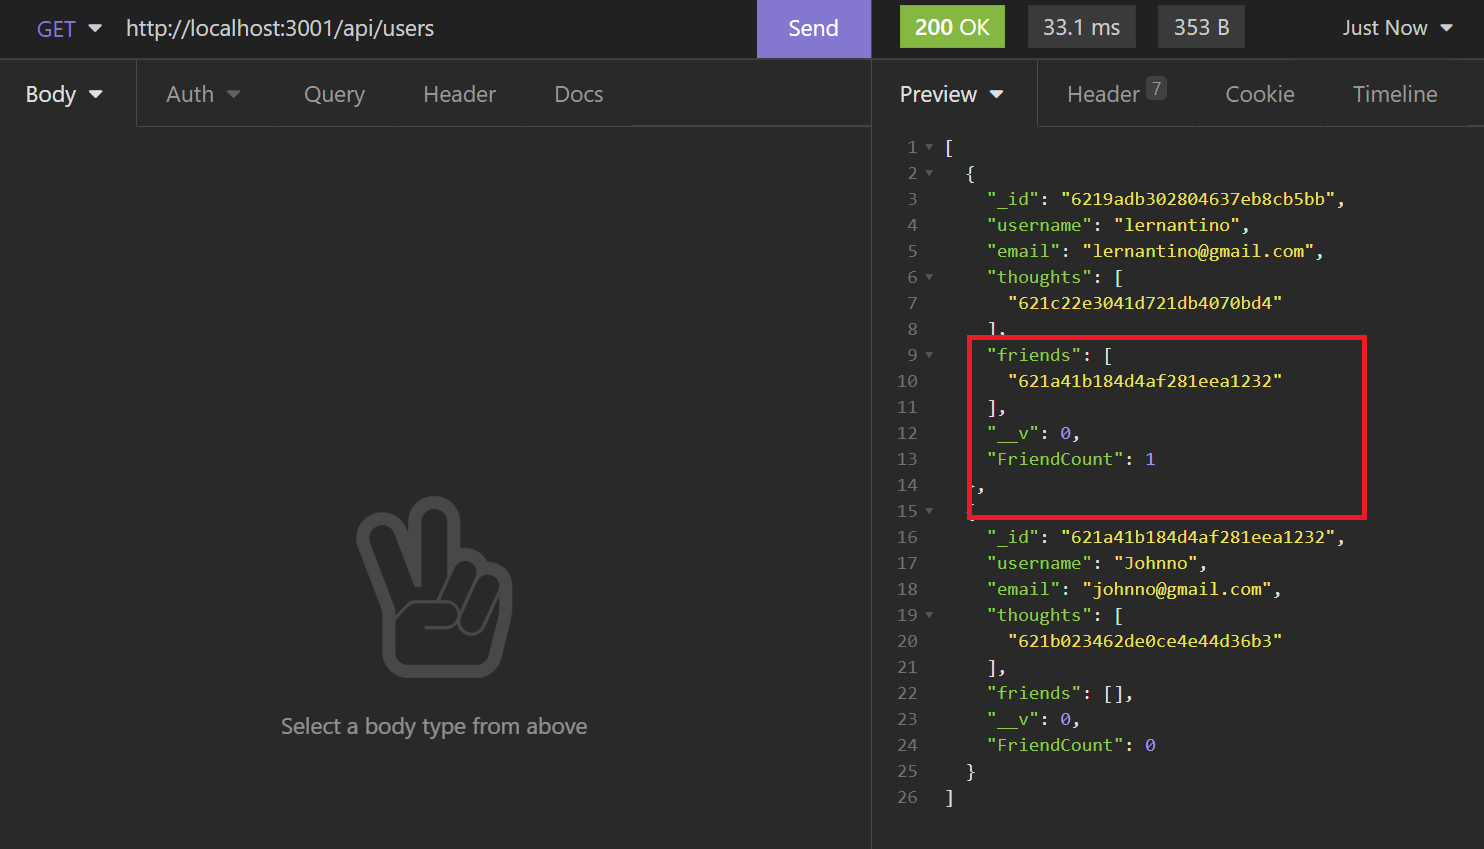 GET http://localhost:3001/api/users Send 200 OK 33.1 ms 353 B Just Now
Body Auth Query Header Docs
Preview Header 7 Cookie Timeline
1 [
2 {
3 "_id": "6219adb302804637eb8cb5bb",
4 "username": "lernantino",
5 "email": "lernantino@gmail.com",
6 "thoughts": [
7 "621c22e3041d721db4070bd4"
8 ],
9 "friends": [
10 "621a41b184d4af281eea1232"
11 ],
12 "__v": 0,
13 "FriendCount": 1
14 },
15 {
16 "_id": "621a41b184d4af281eea1232",
17 "username": "Johnno",
18 "email": "johnno@gmail.com",
19 "thoughts": [
20 "621b023462de0ce4e44d36b3"
21 ],
22 "friends": [],
23 "__v": 0,
24 "FriendCount": 0
25 }
26 ]
Select a body type from above